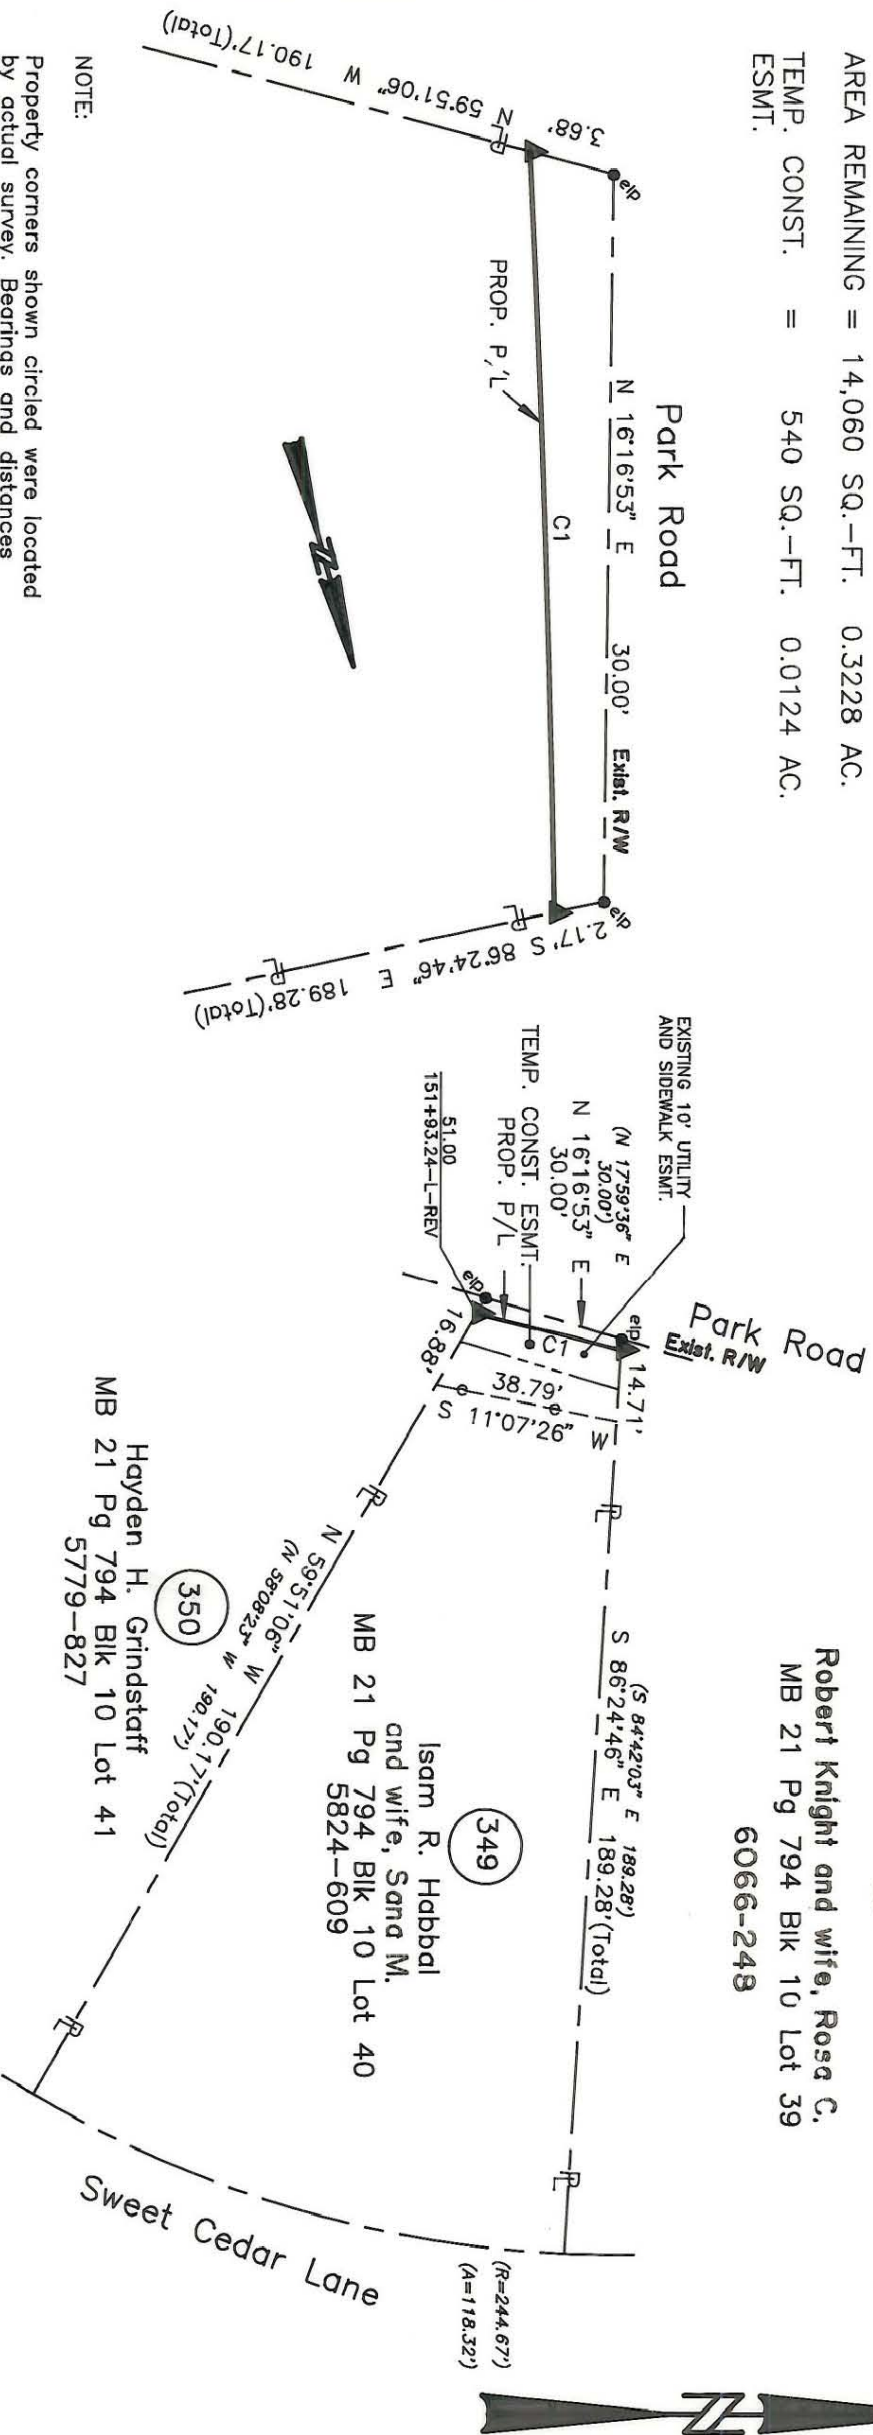 AREA REMAINING = 14,060 SQ.-FT. 0.3228 AC.
TEMP. CONST. = 540 SQ.-FT. 0.0124 AC.
ESMT.
Park Road
N 16°16'53" E 30.00' Exist. R/W
eip
eip
3.68'
N 59°51'06" W 190.17'(Total)
PROP. P/L
C1
2.17'
S 86°24'46" E 189.28'(Total)
N
NOTE:
Property corners shown circled were located
by actual survey. Bearings and distances
EXISTING 10' UTILITY
AND SIDEWALK ESMT.
(N 17°59'36" E
30.00')
N 16°16'53" E
30.00'
TEMP. CONST. ESMT.
PROP. P/L
51.00
151+93.24-L-REV
eip
eip
Park Road
Exist. R/W
C1
14.71'
16.88'
38.79'
S 11°07'26" W
Robert Knight and wife, Rosa C.
MB 21 Pg 794 Blk 10 Lot 39
6066-248
(S 84°42'03" E 189.28')
S 86°24'46" E 189.28'(Total)
349
Isam R. Habbal
and wife, Sana M.
MB 21 Pg 794 Blk 10 Lot 40
5824-609
N 59°51'06" W 190.17'(Total)
(N 58°08'23" W 190.17')
350
Hayden H. Grindstaff
MB 21 Pg 794 Blk 10 Lot 41
5779-827
Sweet Cedar Lane
(R=244.67')
(A=118.32')
N